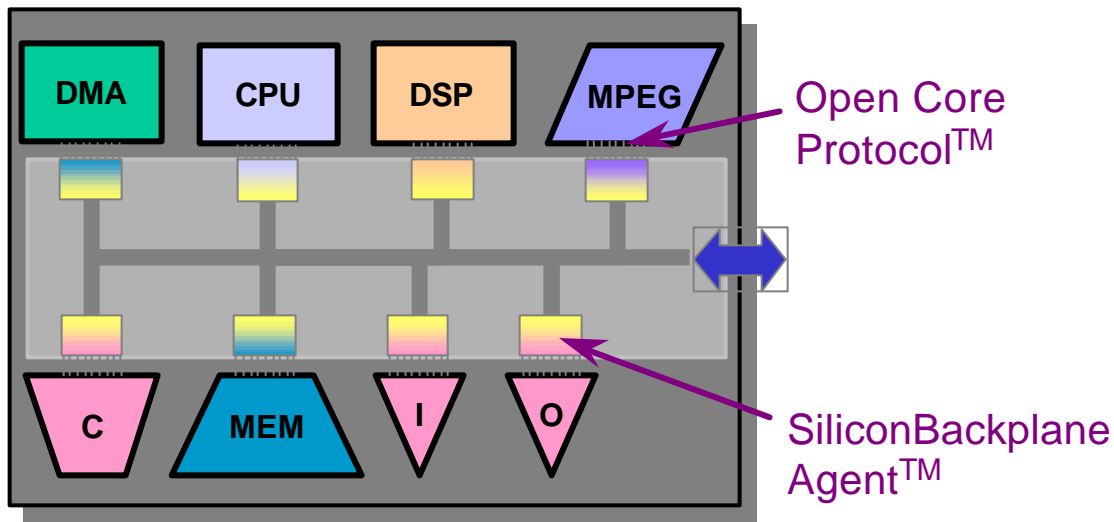 DMA
CPU
DSP
MPEG
Open Core
Protocol™
C
MEM
I
O
SiliconBackplane
Agent™